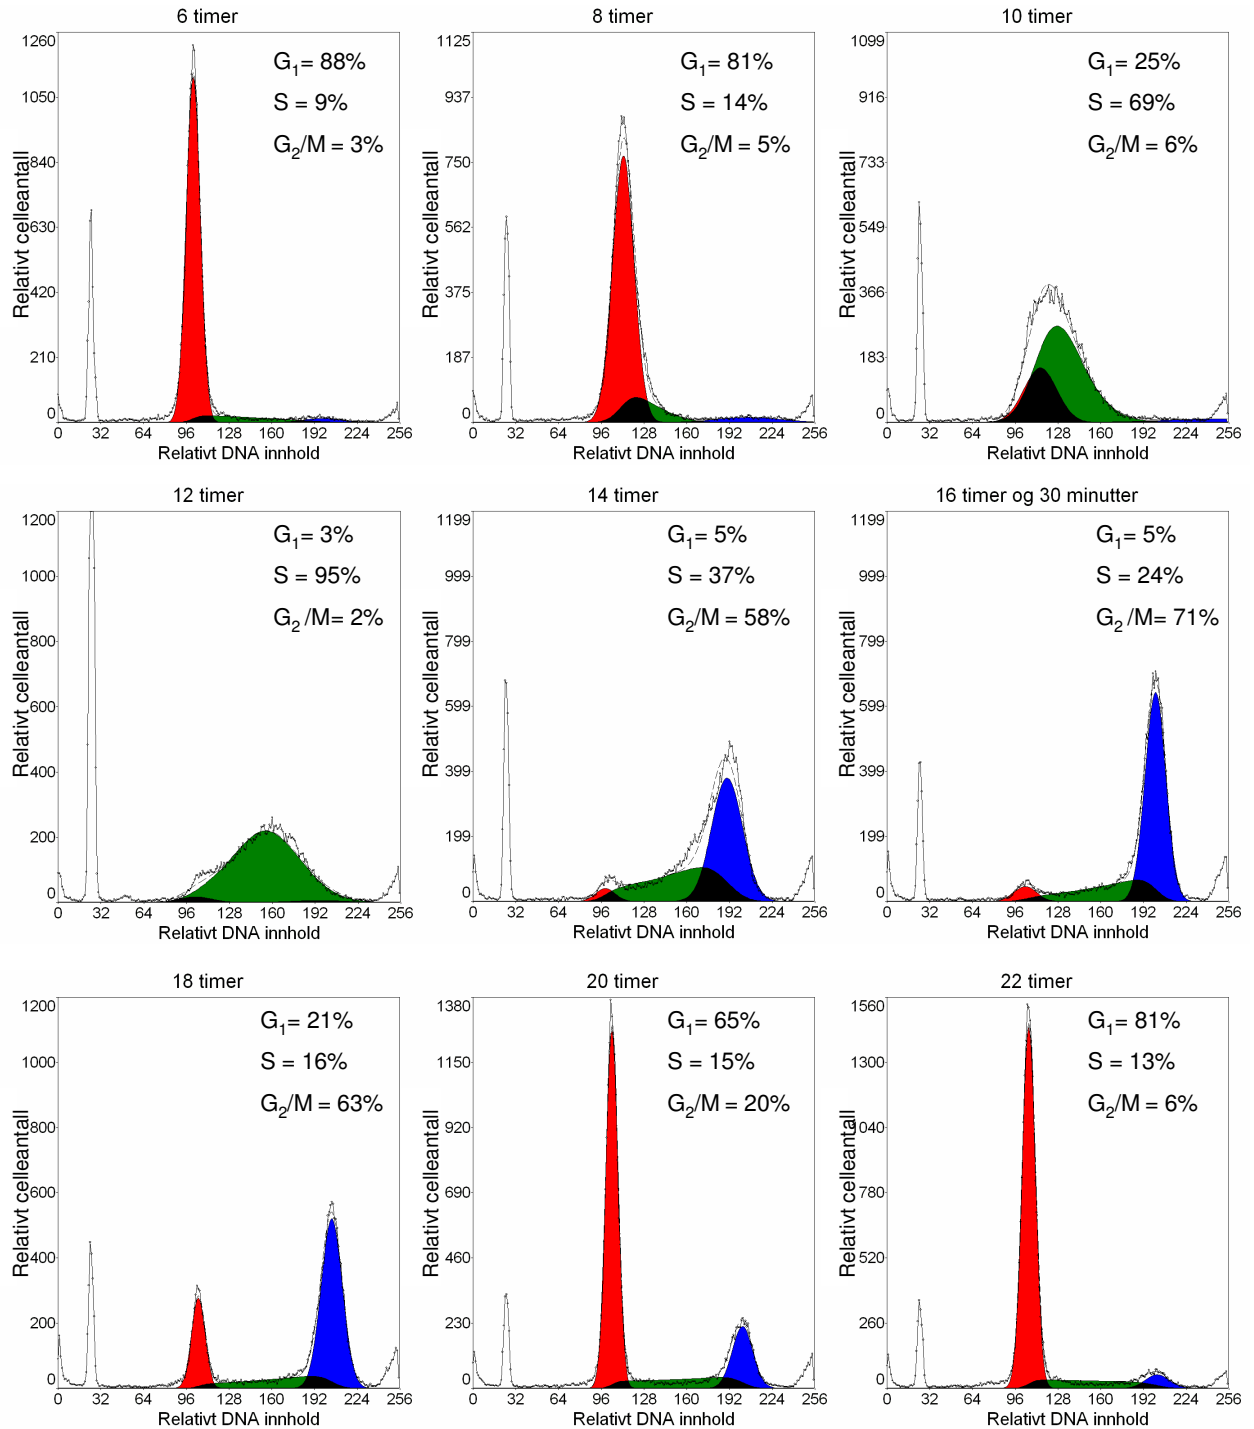 6 timer
8 timer
10 timer
1260
1050
840
630
420
210
0
G1= 88%
S = 9%
G2/M = 3%
Relativt celleantall
0 32 64 96 128 160 192 224 256
Relativt DNA innhold
1125
937
750
562
375
187
0
G1= 81%
S = 14%
G2/M = 5%
Relativt celleantall
0 32 64 96 128 160 192 224 256
Relativt DNA innhold
1099
916
733
549
366
183
0
G1= 25%
S = 69%
G2/M = 6%
Relativt celleantall
0 32 64 96 128 160 192 224 256
Relativt DNA innhold
12 timer
14 timer
16 timer og 30 minutter
1200
1000
800
600
400
200
0
G1= 3%
S = 95%
G2 /M= 2%
Relativt celleantall
0 32 64 96 128 160 192 224 256
Relativt DNA innhold
1199
999
799
599
399
199
0
G1= 5%
S = 37%
G2/M = 58%
Relativt celleantall
0 32 64 96 128 160 192 224 256
Relativt DNA innhold
1199
999
799
599
399
199
0
G1= 5%
S = 24%
G2 /M= 71%
Relativt celleantall
0 32 64 96 128 160 192 224 256
Relativt DNA innhold
18 timer
20 timer
22 timer
1200
1000
800
600
400
200
0
G1= 21%
S = 16%
G2/M = 63%
Relativt celleantall
0 32 64 96 128 160 192 224 256
Relativt DNA innhold
1380
1150
920
690
460
230
0
G1= 65%
S = 15%
G2/M = 20%
Relativt celleantall
0 32 64 96 128 160 192 224 256
Relativt DNA innhold
1560
1300
1040
780
520
260
0
G1= 81%
S = 13%
G2/M = 6%
Relativt celleantall
0 32 64 96 128 160 192 224 256
Relativt DNA innhold